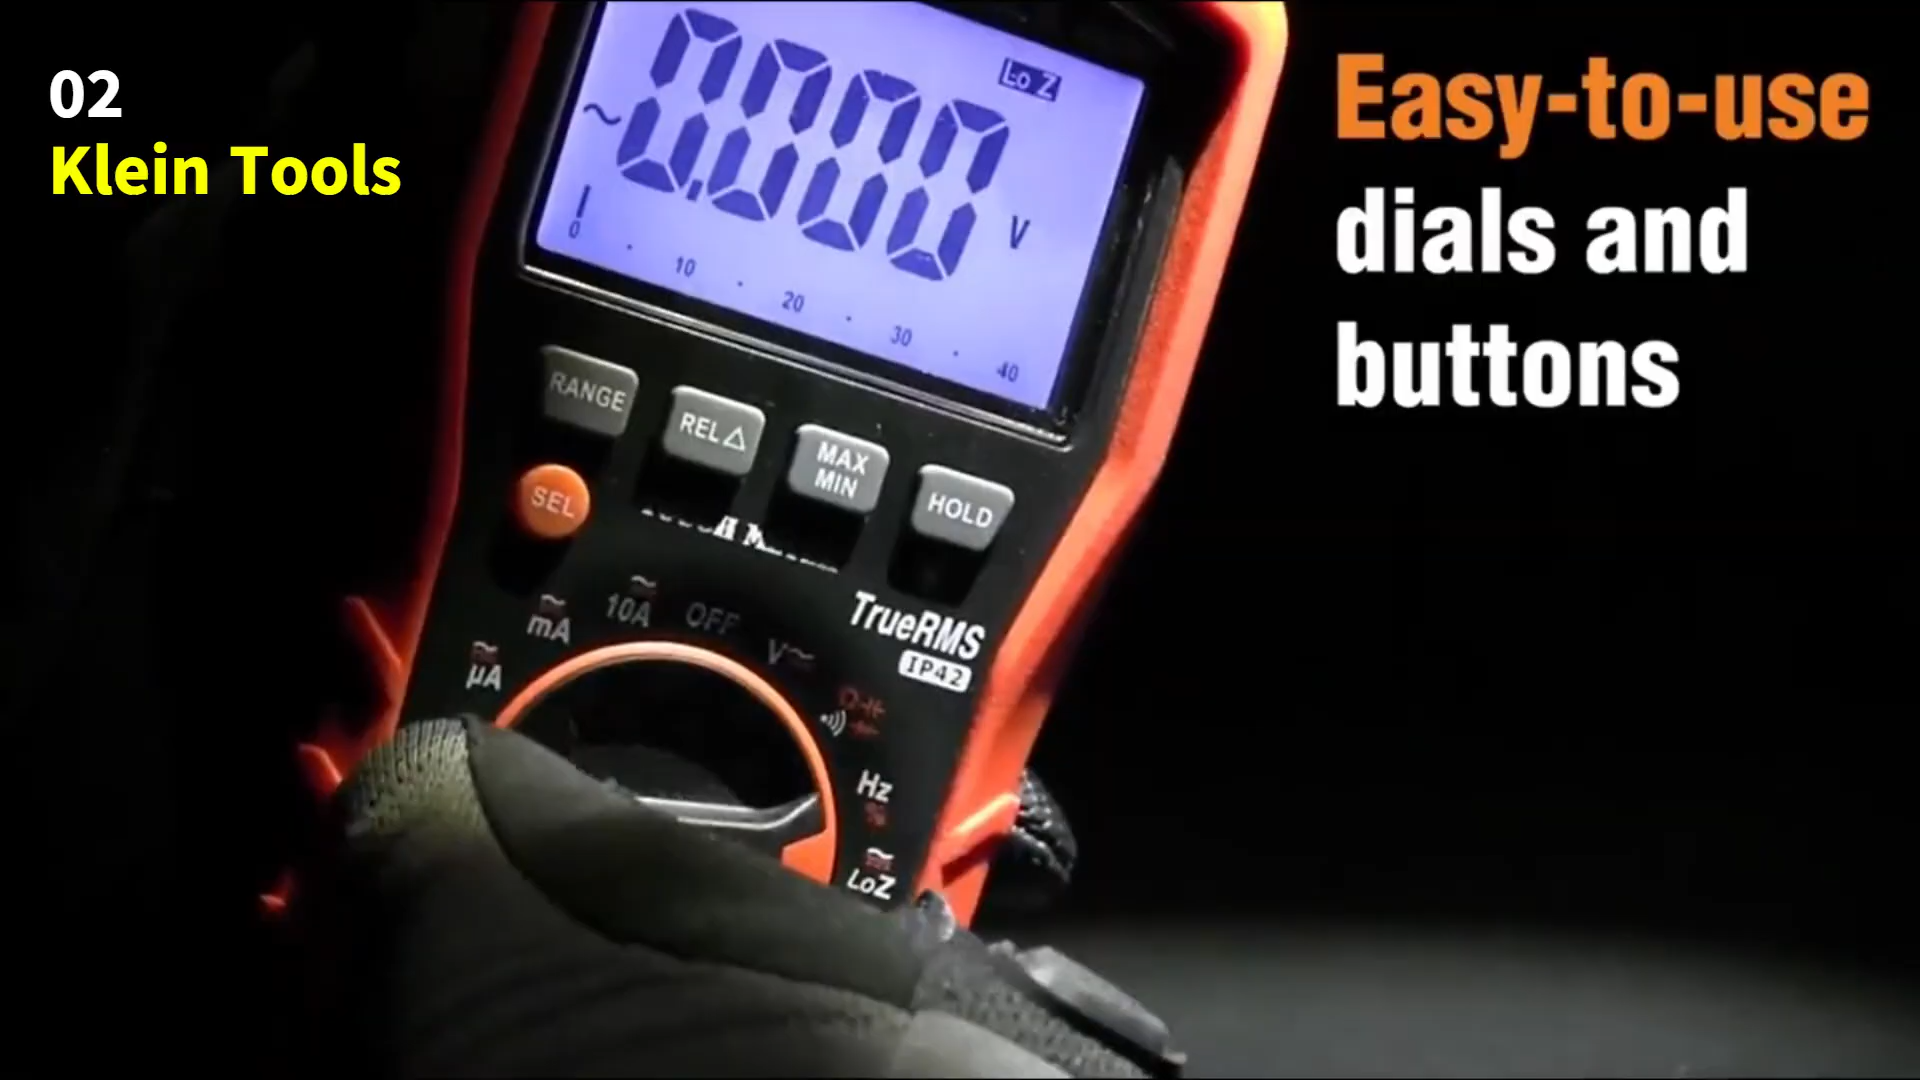 02
Klein Tools
Easy-to-use
dials and
buttons
Lo Z
~
0.000
V
0 10 20 30 40
RANGE
REL△
MAX
MIN
HOLD
SEL
TrueRMS
IP42
µA
mA
10A
OFF
V
Hz
%
LoZ